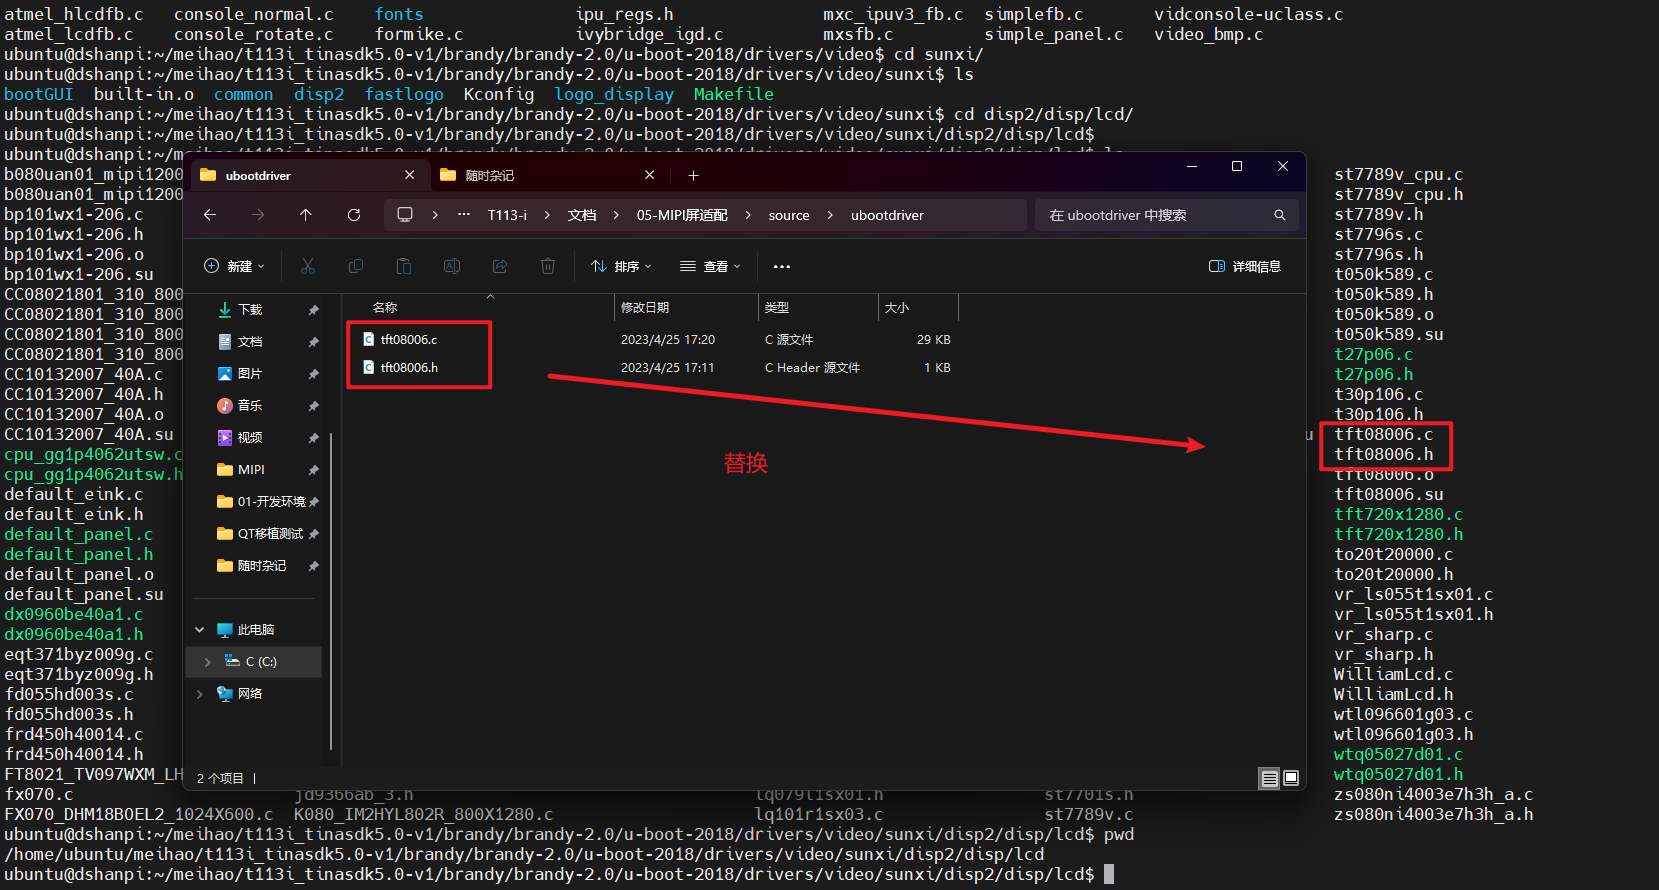 atmel_hlcdfb.c console_normal.c fonts ipu_regs.h mxc_ipuv3_fb.c simplefb.c vidconsole-uclass.c
atmel_lcdfb.c console_rotate.c formike.c ivybridge_igd.c mxsfb.c simple_panel.c video_bmp.c
ubuntu@dshanpi:~/meihao/t113i_tinasdk5.0-v1/brandy/brandy-2.0/u-boot-2018/drivers/video$ cd sunxi/
ubuntu@dshanpi:~/meihao/t113i_tinasdk5.0-v1/brandy/brandy-2.0/u-boot-2018/drivers/video/sunxi$ ls
bootGUI built-in.o common disp2 fastlogo Kconfig logo_display Makefile
ubuntu@dshanpi:~/meihao/t113i_tinasdk5.0-v1/brandy/brandy-2.0/u-boot-2018/drivers/video/sunxi$ cd disp2/disp/lcd/
ubuntu@dshanpi:~/meihao/t113i_tinasdk5.0-v1/brandy/brandy-2.0/u-boot-2018/drivers/video/sunxi/disp2/disp/lcd$
ubuntu@dshanpi:~/meihao/t113i_tinasdk5.0-v1/brandy/brandy-2.0/u-boot-2018/drivers/video/sunxi/disp2/disp/lcd$ ls
b080uan01_mipi1200
b080uan01_mipi1200
bp101wx1-206.c
bp101wx1-206.h
bp101wx1-206.o
bp101wx1-206.su
CC08021801_310_800
CC08021801_310_800
CC08021801_310_800
CC08021801_310_800
CC10132007_40A.c
CC10132007_40A.h
CC10132007_40A.o
CC10132007_40A.su
cpu_gg1p4062utsw.c
cpu_gg1p4062utsw.h
default_eink.c
default_eink.h
default_panel.c
default_panel.h
default_panel.o
default_panel.su
dx0960be40a1.c
dx0960be40a1.h
eqt371byz009g.c
eqt371byz009g.h
fd055hd003s.c
fd055hd003s.h
frd450h40014.c
frd450h40014.h
FT8021_TV097WXM_LH
ubootdriver
随时杂记
T113-i
文档
05-MIPI屏适配
source
ubootdriver
在 ubootdriver 中搜索
新建
排序
查看
详细信息
下载
文档
图片
音乐
视频
MIPI
01-开发环境
QT移植测试
随时杂记
此电脑
C (C:)
网络
名称 修改日期 类型 大小
tft08006.c 2023/4/25 17:20 C 源文件 29 KB
tft08006.h 2023/4/25 17:11 C Header 源文件 1 KB
替换
2 个项目
st7789v_cpu.c
st7789v_cpu.h
st7789v.h
st7796s.c
st7796s.h
t050k589.c
t050k589.h
t050k589.o
t050k589.su
t27p06.c
t27p06.h
t30p106.c
t30p106.h
u tft08006.c
tft08006.h
tft08006.o
tft08006.su
tft720x1280.c
tft720x1280.h
to20t20000.c
to20t20000.h
vr_ls055t1sx01.c
vr_ls055t1sx01.h
vr_sharp.c
vr_sharp.h
WilliamLcd.c
WilliamLcd.h
wtl096601g03.c
wtl096601g03.h
wtq05027d01.c
wtq05027d01.h
fx070.c jd9366ab_3.h lq079l1sx01.h st7701s.h zs080ni4003e7h3h_a.c
FX070_DHM18BOEL2_1024X600.c K080_IM2HYL802R_800X1280.c lq101r1sx03.c st7789v.c zs080ni4003e7h3h_a.h
ubuntu@dshanpi:~/meihao/t113i_tinasdk5.0-v1/brandy/brandy-2.0/u-boot-2018/drivers/video/sunxi/disp2/disp/lcd$ pwd
/home/ubuntu/meihao/t113i_tinasdk5.0-v1/brandy/brandy-2.0/u-boot-2018/drivers/video/sunxi/disp2/disp/lcd
ubuntu@dshanpi:~/meihao/t113i_tinasdk5.0-v1/brandy/brandy-2.0/u-boot-2018/drivers/video/sunxi/disp2/disp/lcd$